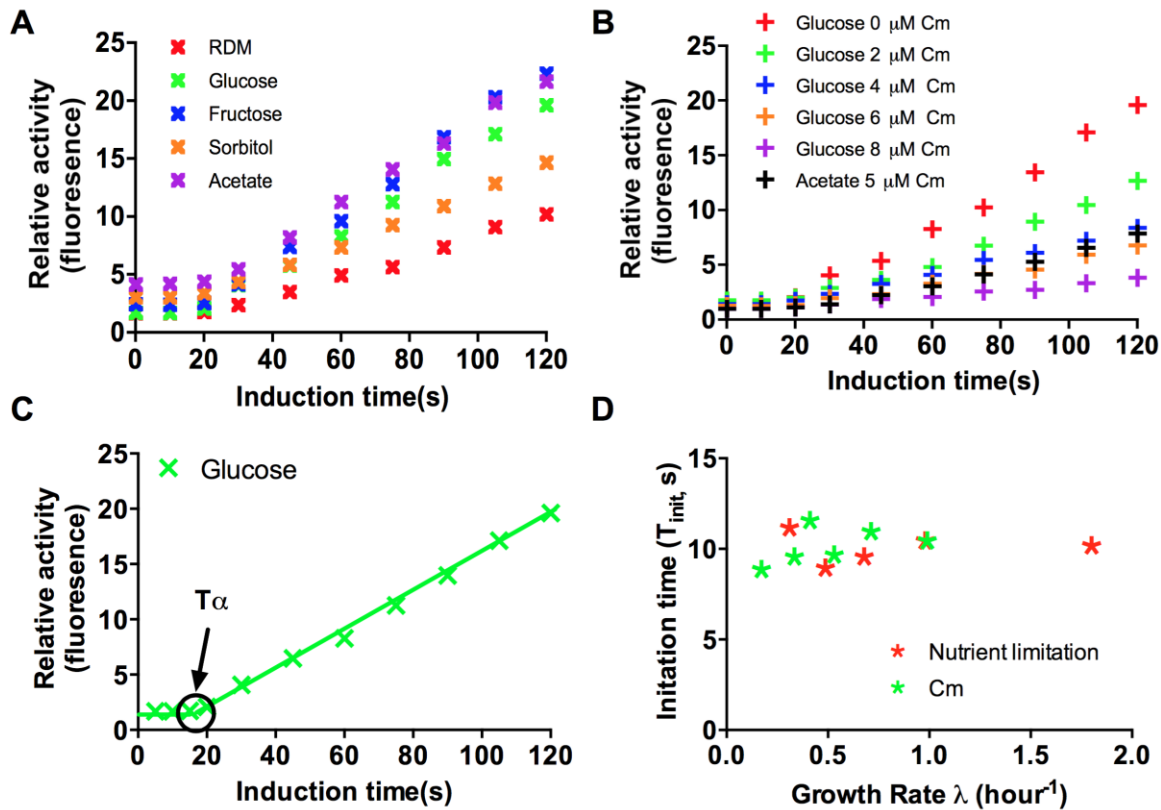 A
25
20
15
10
5
0
Relative activity
(fluoresence)
RDM
Glucose
Fructose
Sorbitol
Acetate
0 20 40 60 80 100 120
Induction time(s)
B
25
20
15
10
5
0
Relative activity
(fluoresence)
Glucose 0 μM Cm
Glucose 2 μM Cm
Glucose 4 μM Cm
Glucose 6 μM Cm
Glucose 8 μM Cm
Acetate 5 μM Cm
0 20 40 60 80 100 120
Induction time(s)
C
25
20
15
10
5
0
Relative activity
(fluoresence)
Glucose
Tα
0 20 40 60 80 100 120
Induction time(s)
D
15
10
5
0
Initation time (Tinit, s)
Nutrient limitation
Cm
0.0 0.5 1.0 1.5 2.0
Growth Rate λ (hour-1)